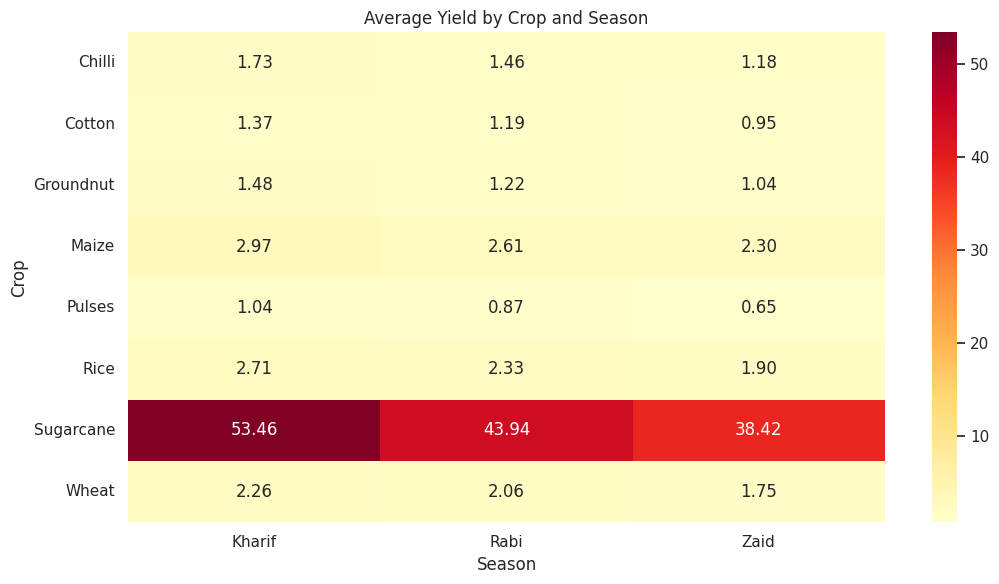 Average Yield by Crop and Season
Crop
Chilli 1.73 1.46 1.18
Cotton 1.37 1.19 0.95
Groundnut 1.48 1.22 1.04
Maize 2.97 2.61 2.30
Pulses 1.04 0.87 0.65
Rice 2.71 2.33 1.90
Sugarcane 53.46 43.94 38.42
Wheat 2.26 2.06 1.75
Kharif Rabi Zaid
Season
50
40
30
20
10